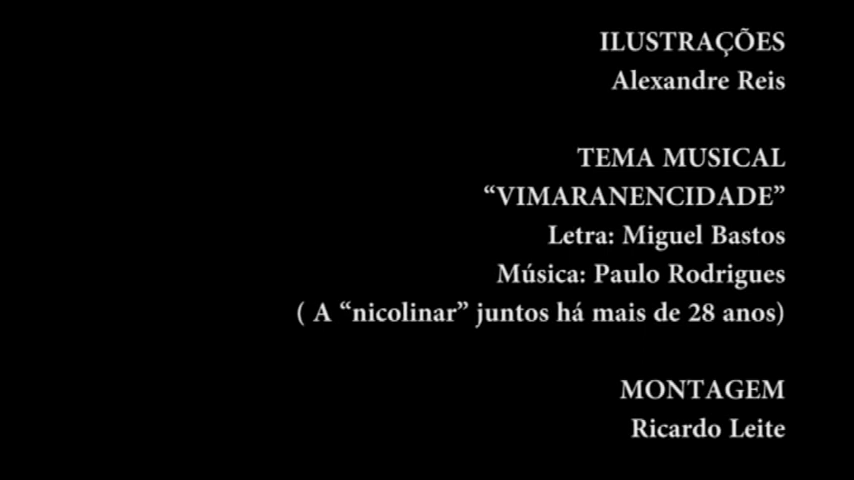 ILUSTRAÇÕES
Alexandre Reis
TEMA MUSICAL
“VIMARANENCIDADE”
Letra: Miguel Bastos
Música: Paulo Rodrigues
( A “nicolinar” juntos há mais de 28 anos)
MONTAGEM
Ricardo Leite